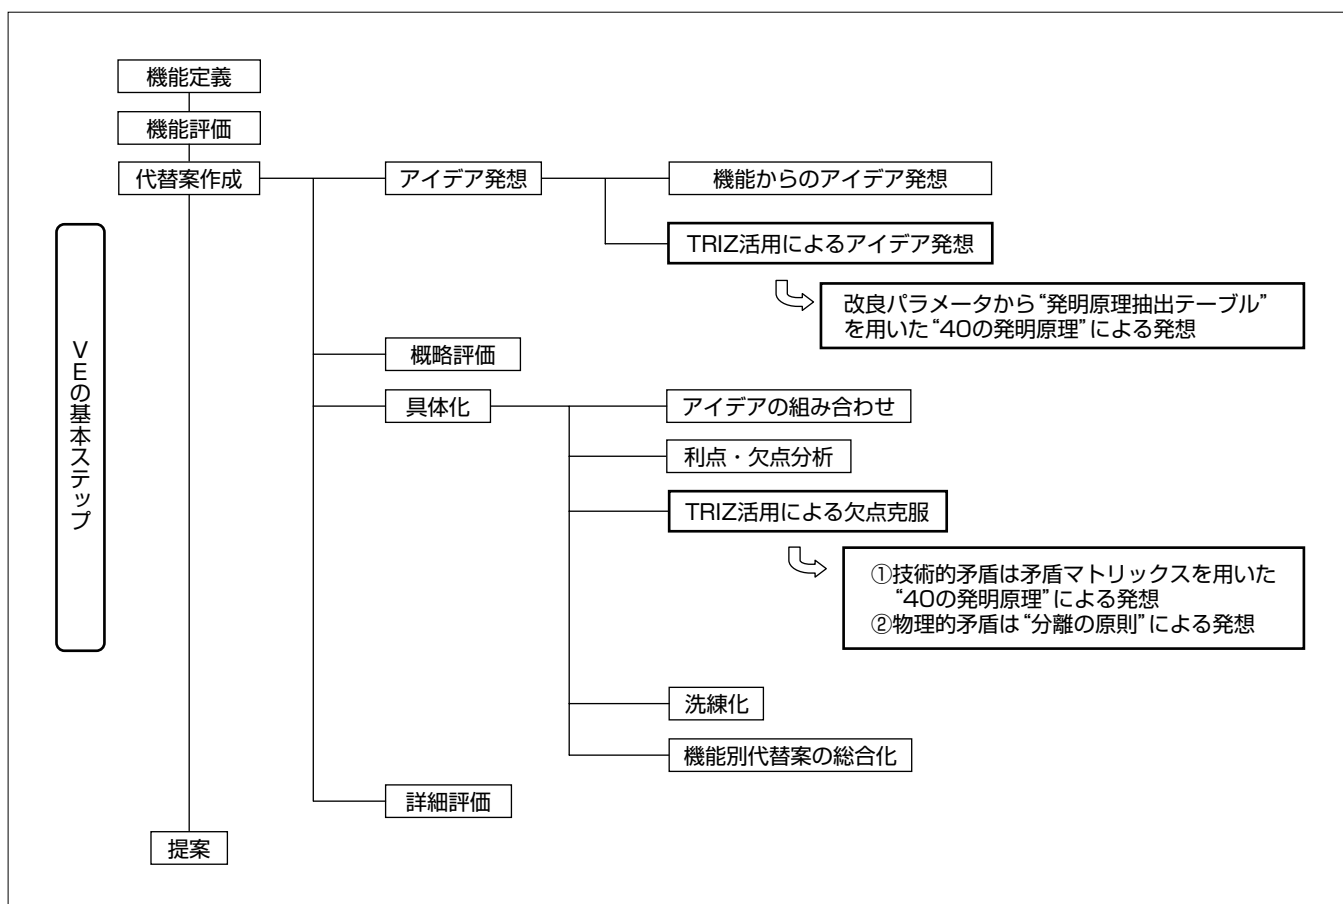 機能定義
機能評価
代替案作成
アイデア発想
機能からのアイデア発想
TRIZ活用によるアイデア発想
改良パラメータから“発明原理抽出テーブル”
を用いた“40の発明原理”による発想
VEの基本ステップ
概略評価
具体化
アイデアの組み合わせ
利点・欠点分析
TRIZ活用による欠点克服
①技術的矛盾は矛盾マトリックスを用いた
“40の発明原理”による発想
②物理的矛盾は“分離の原則”による発想
洗練化
機能別代替案の総合化
詳細評価
提案